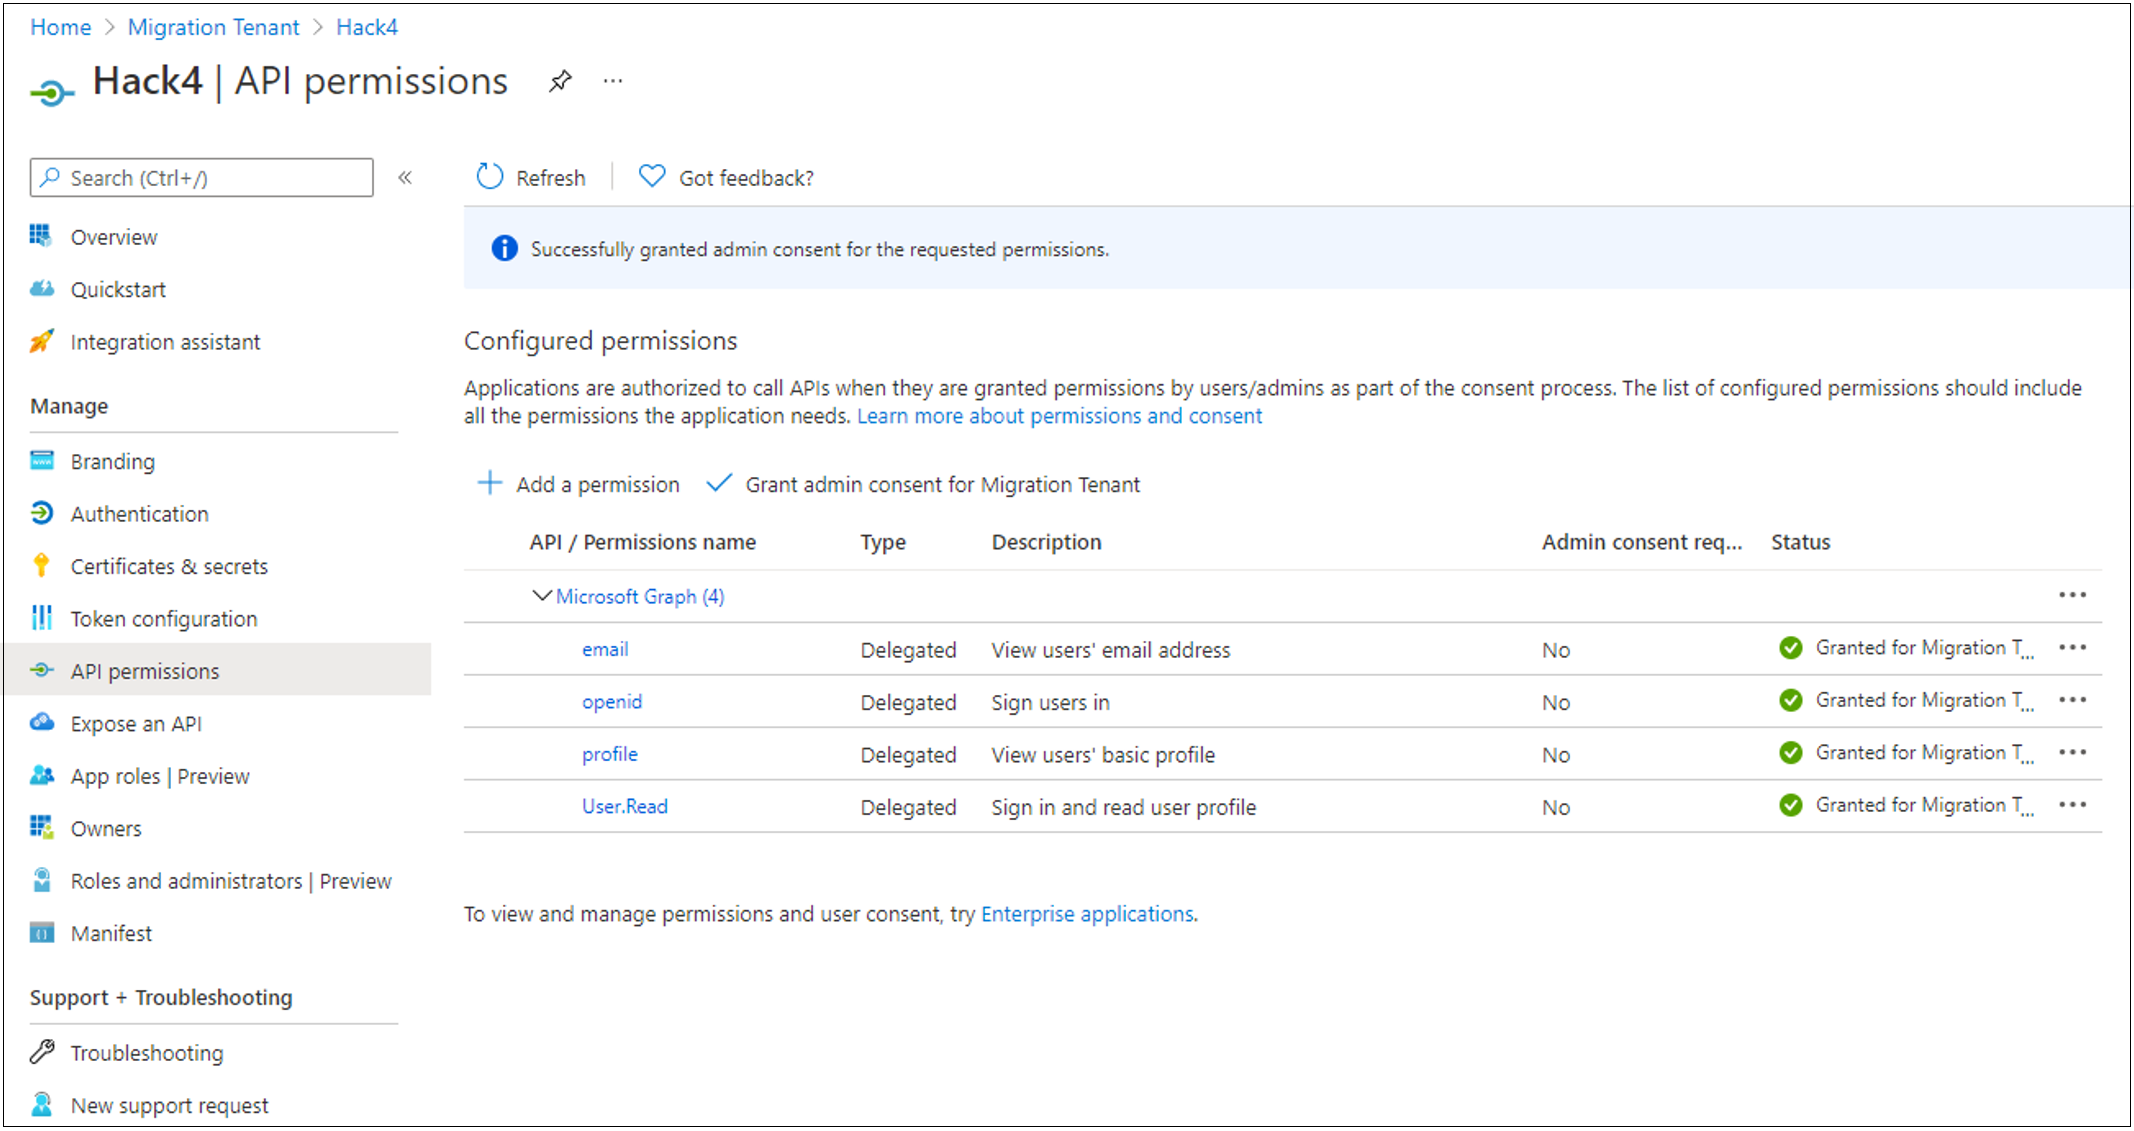 Home > Migration Tenant > Hack4
Hack4 | API permissions ...
Search (Ctrl+/) «
Refresh | Got feedback?
Overview
Quickstart
Integration assistant
Manage
Branding
Authentication
Certificates & secrets
Token configuration
API permissions
Expose an API
App roles | Preview
Owners
Roles and administrators | Preview
Manifest
Support + Troubleshooting
Troubleshooting
New support request
Successfully granted admin consent for the requested permissions.
Configured permissions
Applications are authorized to call APIs when they are granted permissions by users/admins as part of the consent process. The list of configured permissions should include
all the permissions the application needs. Learn more about permissions and consent
Add a permission Grant admin consent for Migration Tenant
API / Permissions name Type Description Admin consent req... Status
Microsoft Graph (4) ...
email Delegated View users' email address No Granted for Migration T... ...
openid Delegated Sign users in No Granted for Migration T... ...
profile Delegated View users' basic profile No Granted for Migration T... ...
User.Read Delegated Sign in and read user profile No Granted for Migration T... ...
To view and manage permissions and user consent, try Enterprise applications.